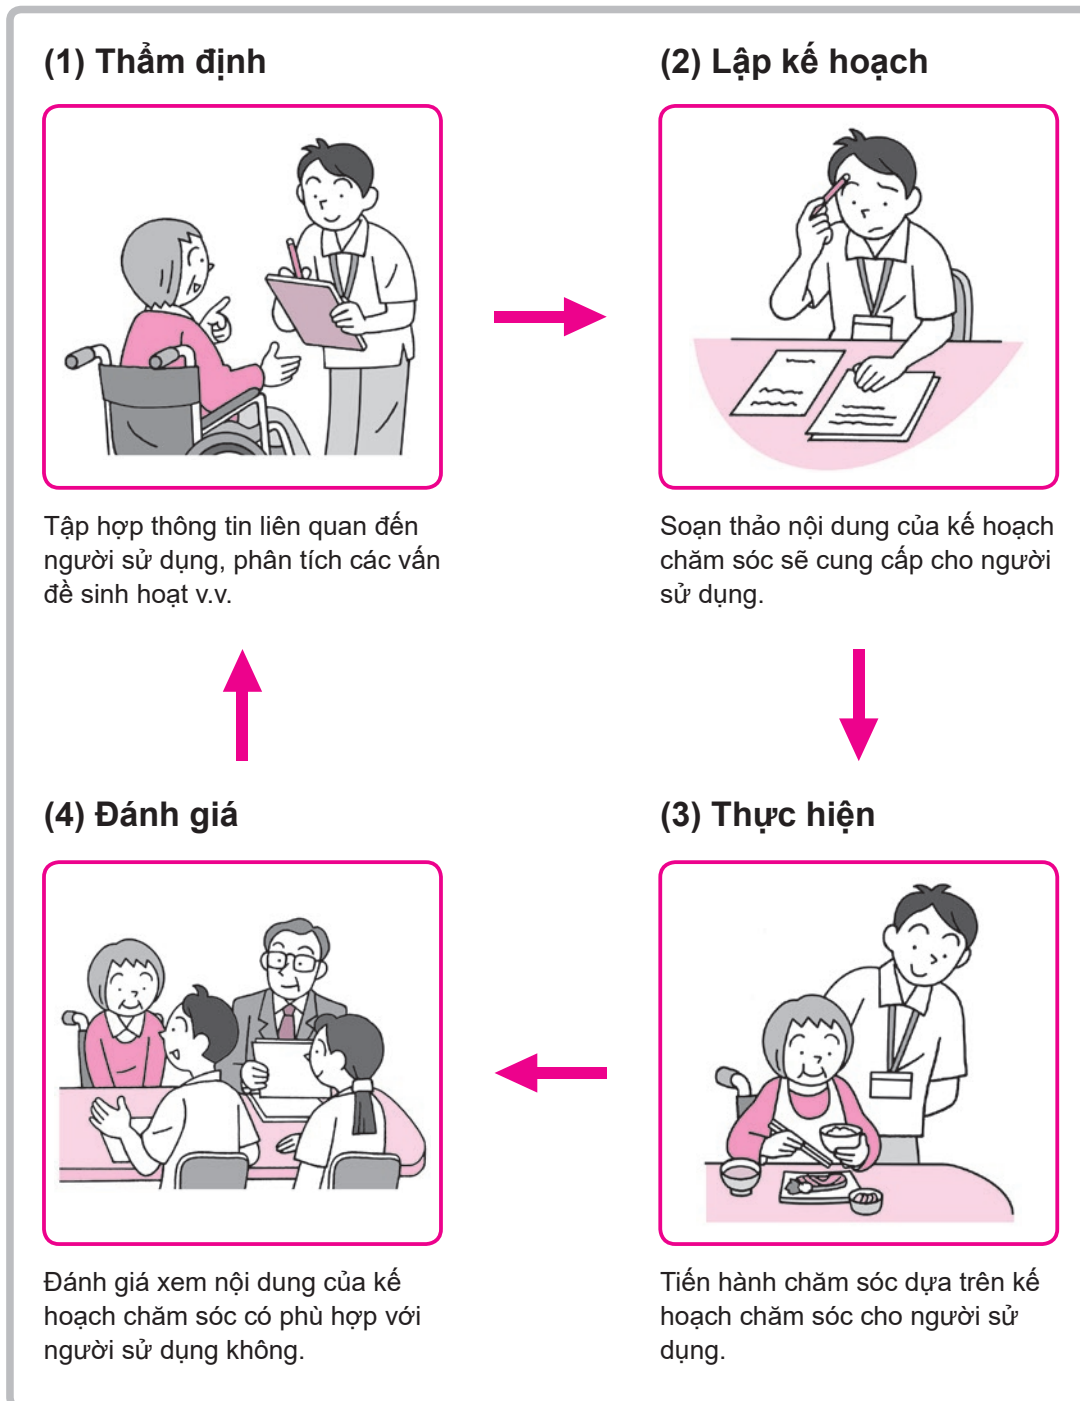 (1) Thẩm định
Tập hợp thông tin liên quan đến
người sử dụng, phân tích các vấn
đề sinh hoạt v.v.
(2) Lập kế hoạch
Soạn thảo nội dung của kế hoạch
chăm sóc sẽ cung cấp cho người
sử dụng.
(3) Thực hiện
Tiến hành chăm sóc dựa trên kế
hoạch chăm sóc cho người sử
dụng.
(4) Đánh giá
Đánh giá xem nội dung của kế
hoạch chăm sóc có phù hợp với
người sử dụng không.